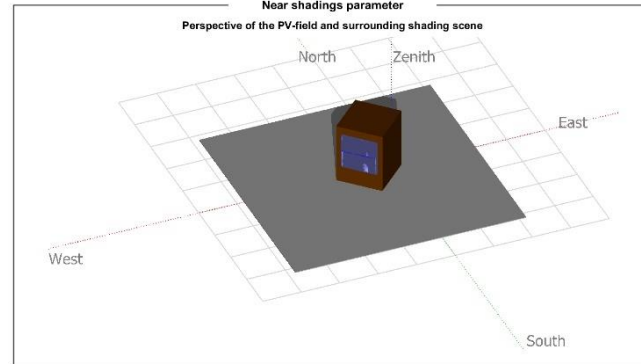 Near shadings parameter
Perspective of the PV-field and surrounding shading scene
North
Zenith
East
West
South